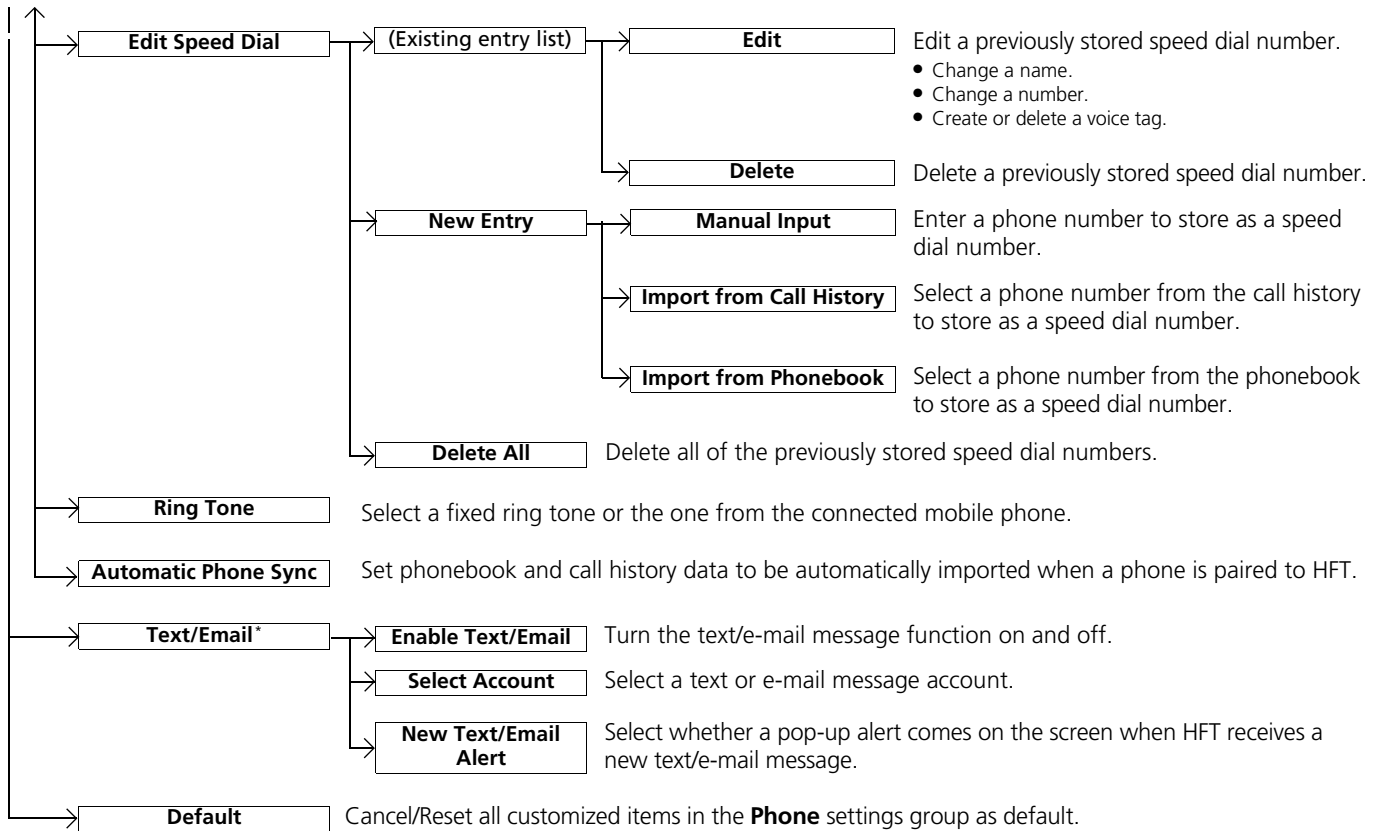 Edit Speed Dial
(Existing entry list)
Edit
Edit a previously stored speed dial number.
● Change a name.
● Change a number.
● Create or delete a voice tag.
Delete
Delete a previously stored speed dial number.
New Entry
Manual Input
Enter a phone number to store as a speed
dial number.
Import from Call History
Select a phone number from the call history
to store as a speed dial number.
Import from Phonebook
Select a phone number from the phonebook
to store as a speed dial number.
Delete All
Delete all of the previously stored speed dial numbers.
Ring Tone
Select a fixed ring tone or the one from the connected mobile phone.
Automatic Phone Sync
Set phonebook and call history data to be automatically imported when a phone is paired to HFT.
Text/Email*
Enable Text/Email
Turn the text/e-mail message function on and off.
Select Account
Select a text or e-mail message account.
New Text/Email
Alert
Select whether a pop-up alert comes on the screen when HFT receives a
new text/e-mail message.
Default
Cancel/Reset all customized items in the Phone settings group as default.